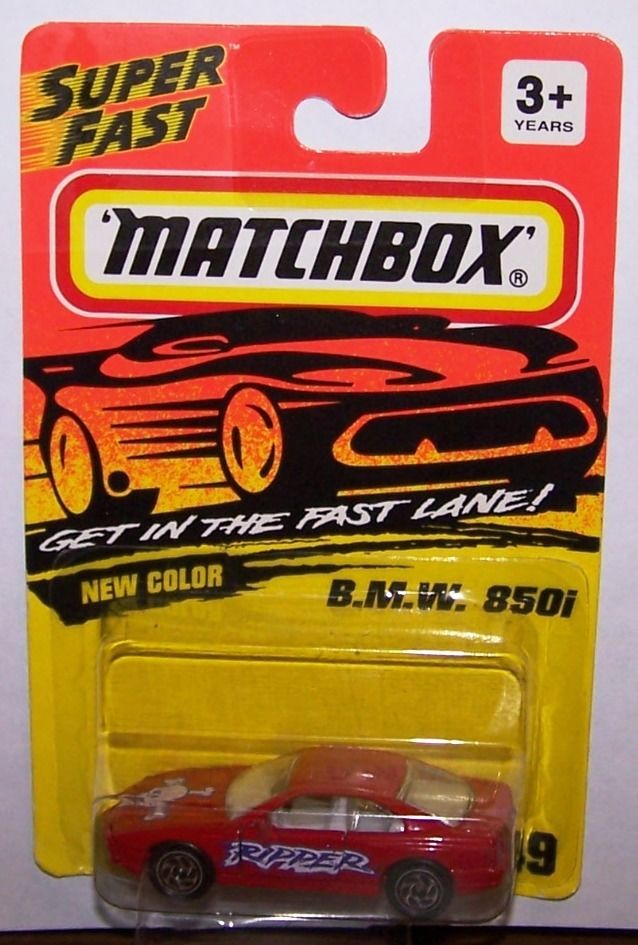 SUPER
FAST
3+
YEARS
'MATCHBOX'®
GET IN THE FAST LANE!
NEW COLOR
B.M.W. 850i
RIPPER